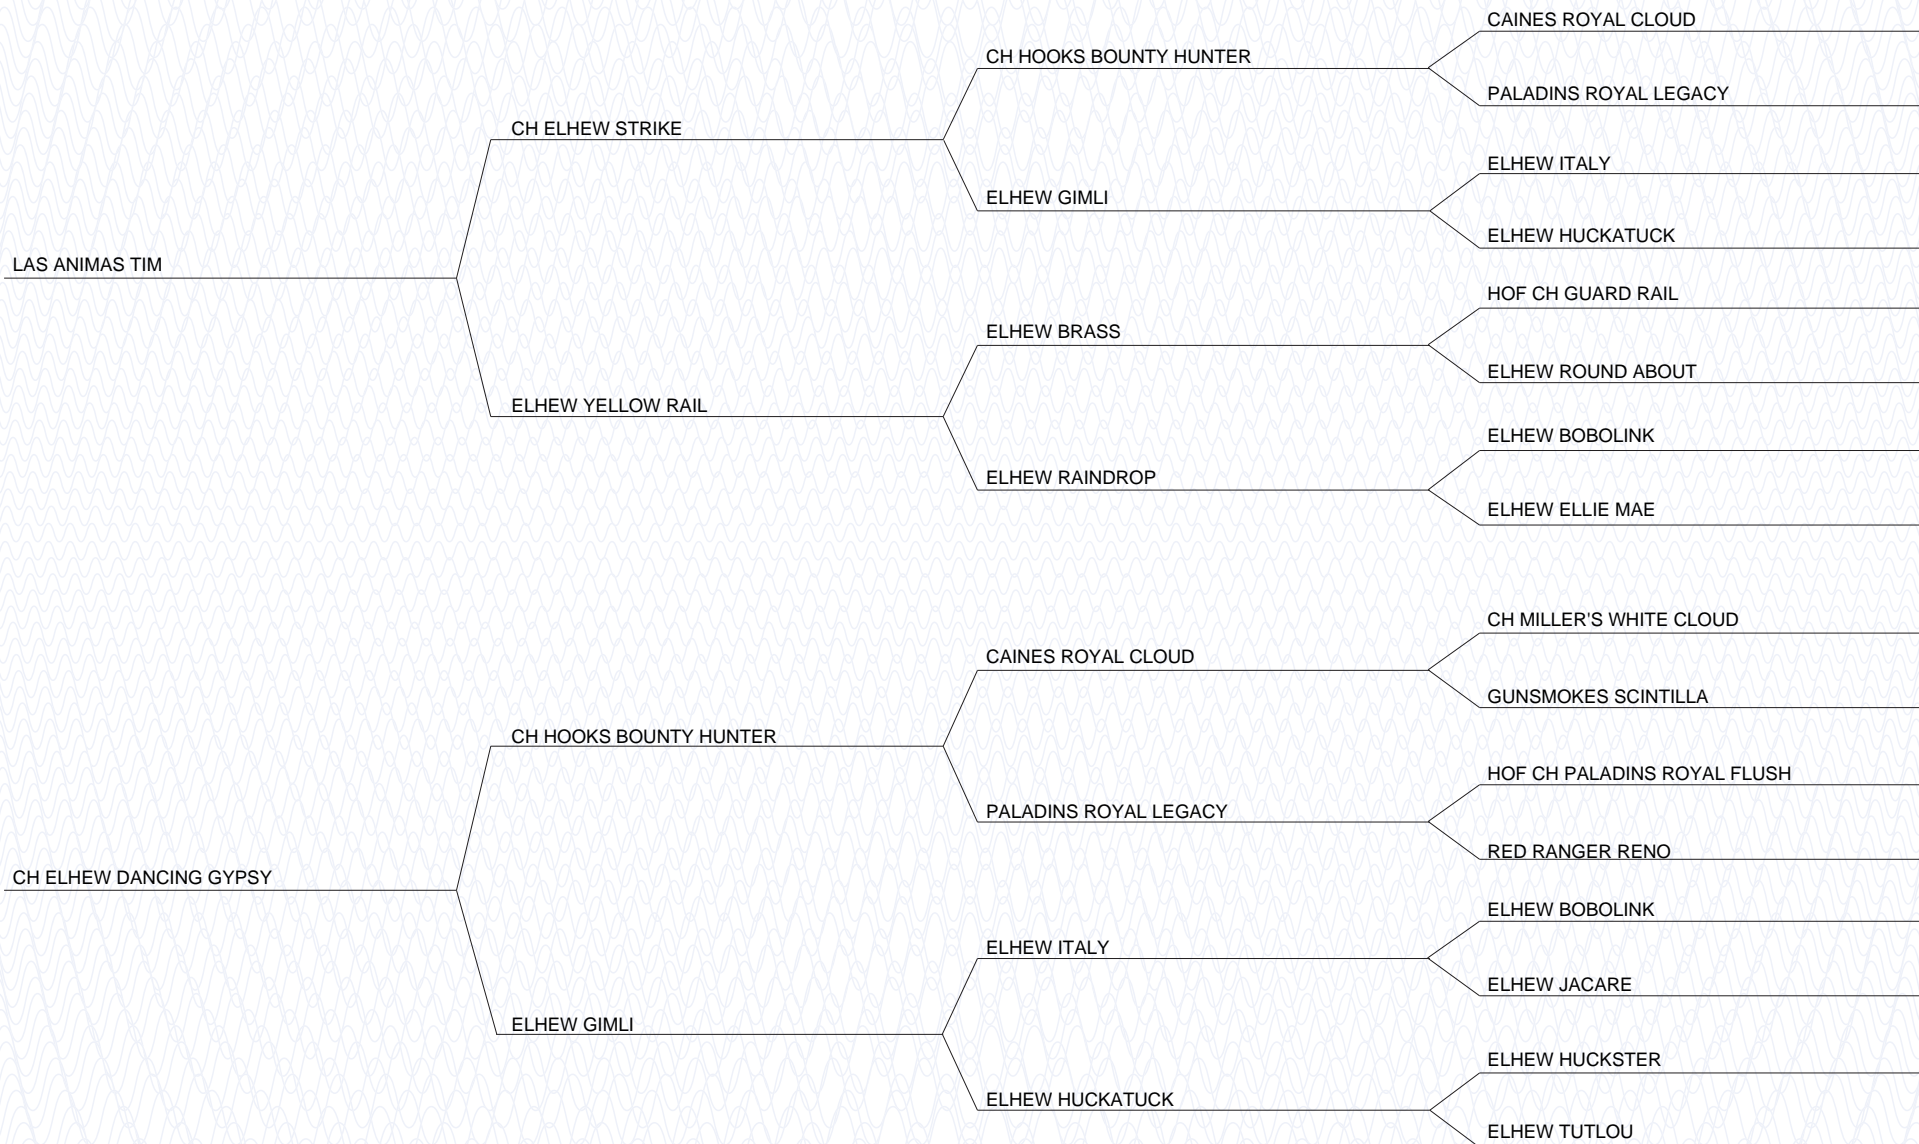 CAINES ROYAL CLOUD
CH HOOKS BOUNTY HUNTER
PALADINS ROYAL LEGACY
CH ELHEW STRIKE
ELHEW ITALY
ELHEW GIMLI
ELHEW HUCKATUCK
LAS ANIMAS TIM
HOF CH GUARD RAIL
ELHEW BRASS
ELHEW ROUND ABOUT
ELHEW YELLOW RAIL
ELHEW BOBOLINK
ELHEW RAINDROP
ELHEW ELLIE MAE
CH MILLER'S WHITE CLOUD
CAINES ROYAL CLOUD
GUNSMOKES SCINTILLA
CH HOOKS BOUNTY HUNTER
HOF CH PALADINS ROYAL FLUSH
PALADINS ROYAL LEGACY
RED RANGER RENO
CH ELHEW DANCING GYPSY
ELHEW BOBOLINK
ELHEW ITALY
ELHEW JACARE
ELHEW GIMLI
ELHEW HUCKSTER
ELHEW HUCKATUCK
ELHEW TUTLOU